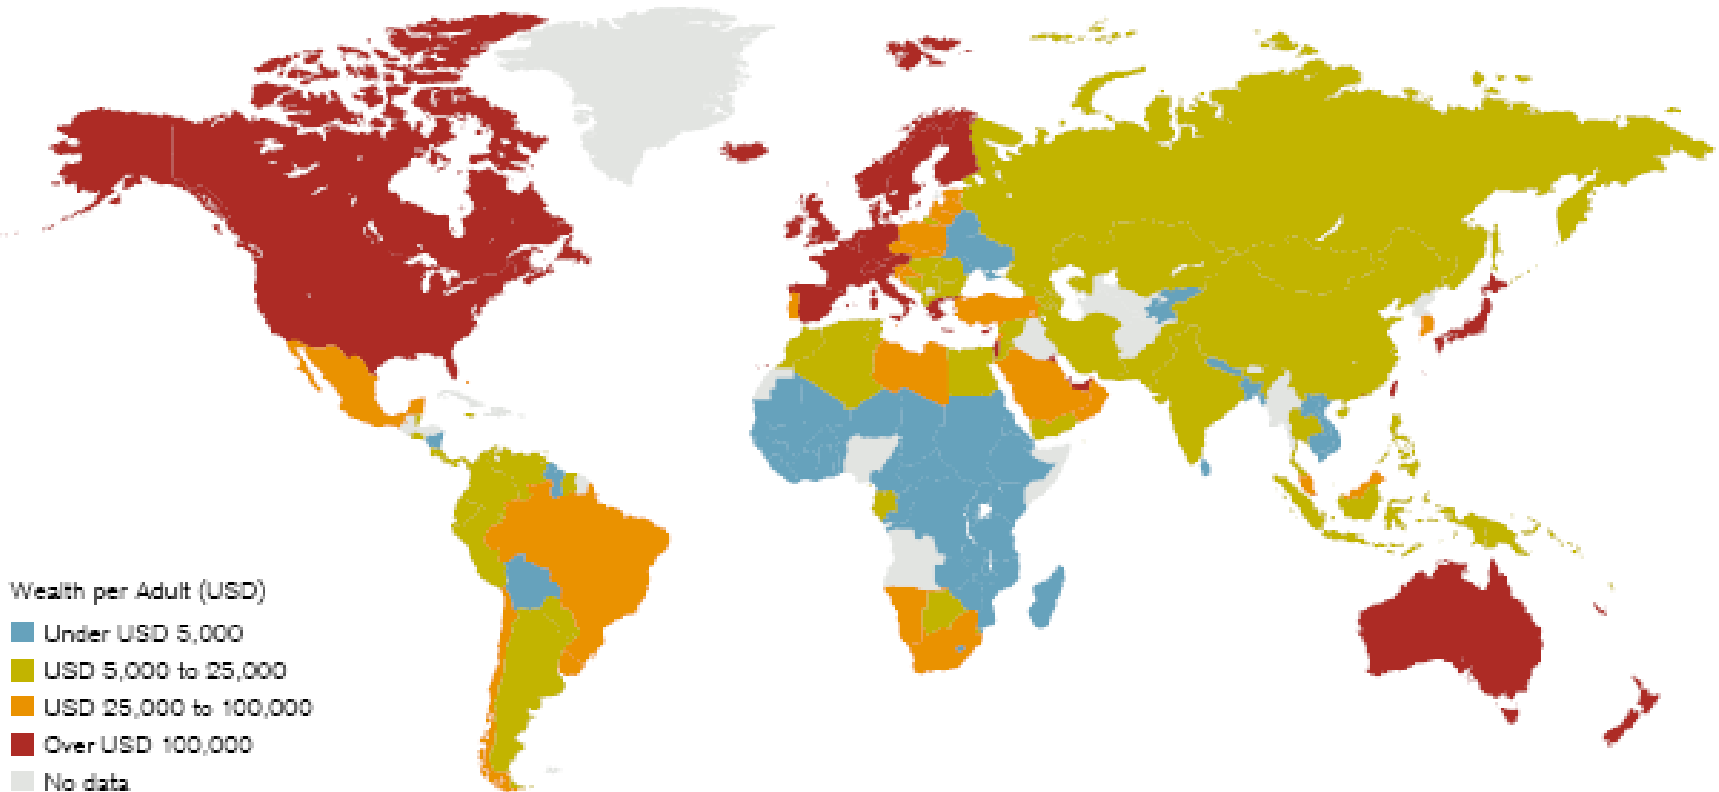 Wealth per Adult (USD)
Under USD 5,000
USD 5,000 to 25,000
USD 25,000 to 100,000
Over USD 100,000
No data